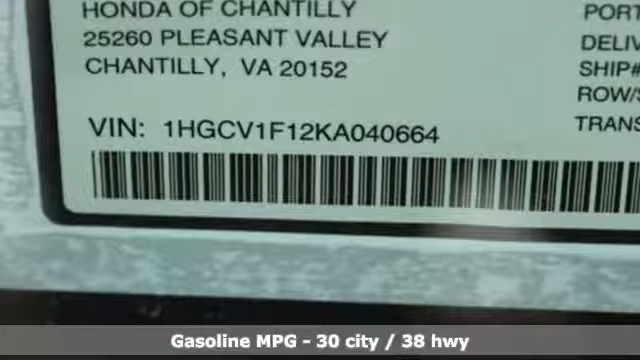 HONDA OF CHANTILLY
25260 PLEASANT VALLEY
CHANTILLY, VA 20152
VIN: 1HGCV1F12KA040664
PORT
DELIV
SHIP#
ROW/S
TRANS
Gasoline MPG - 30 city / 38 hwy